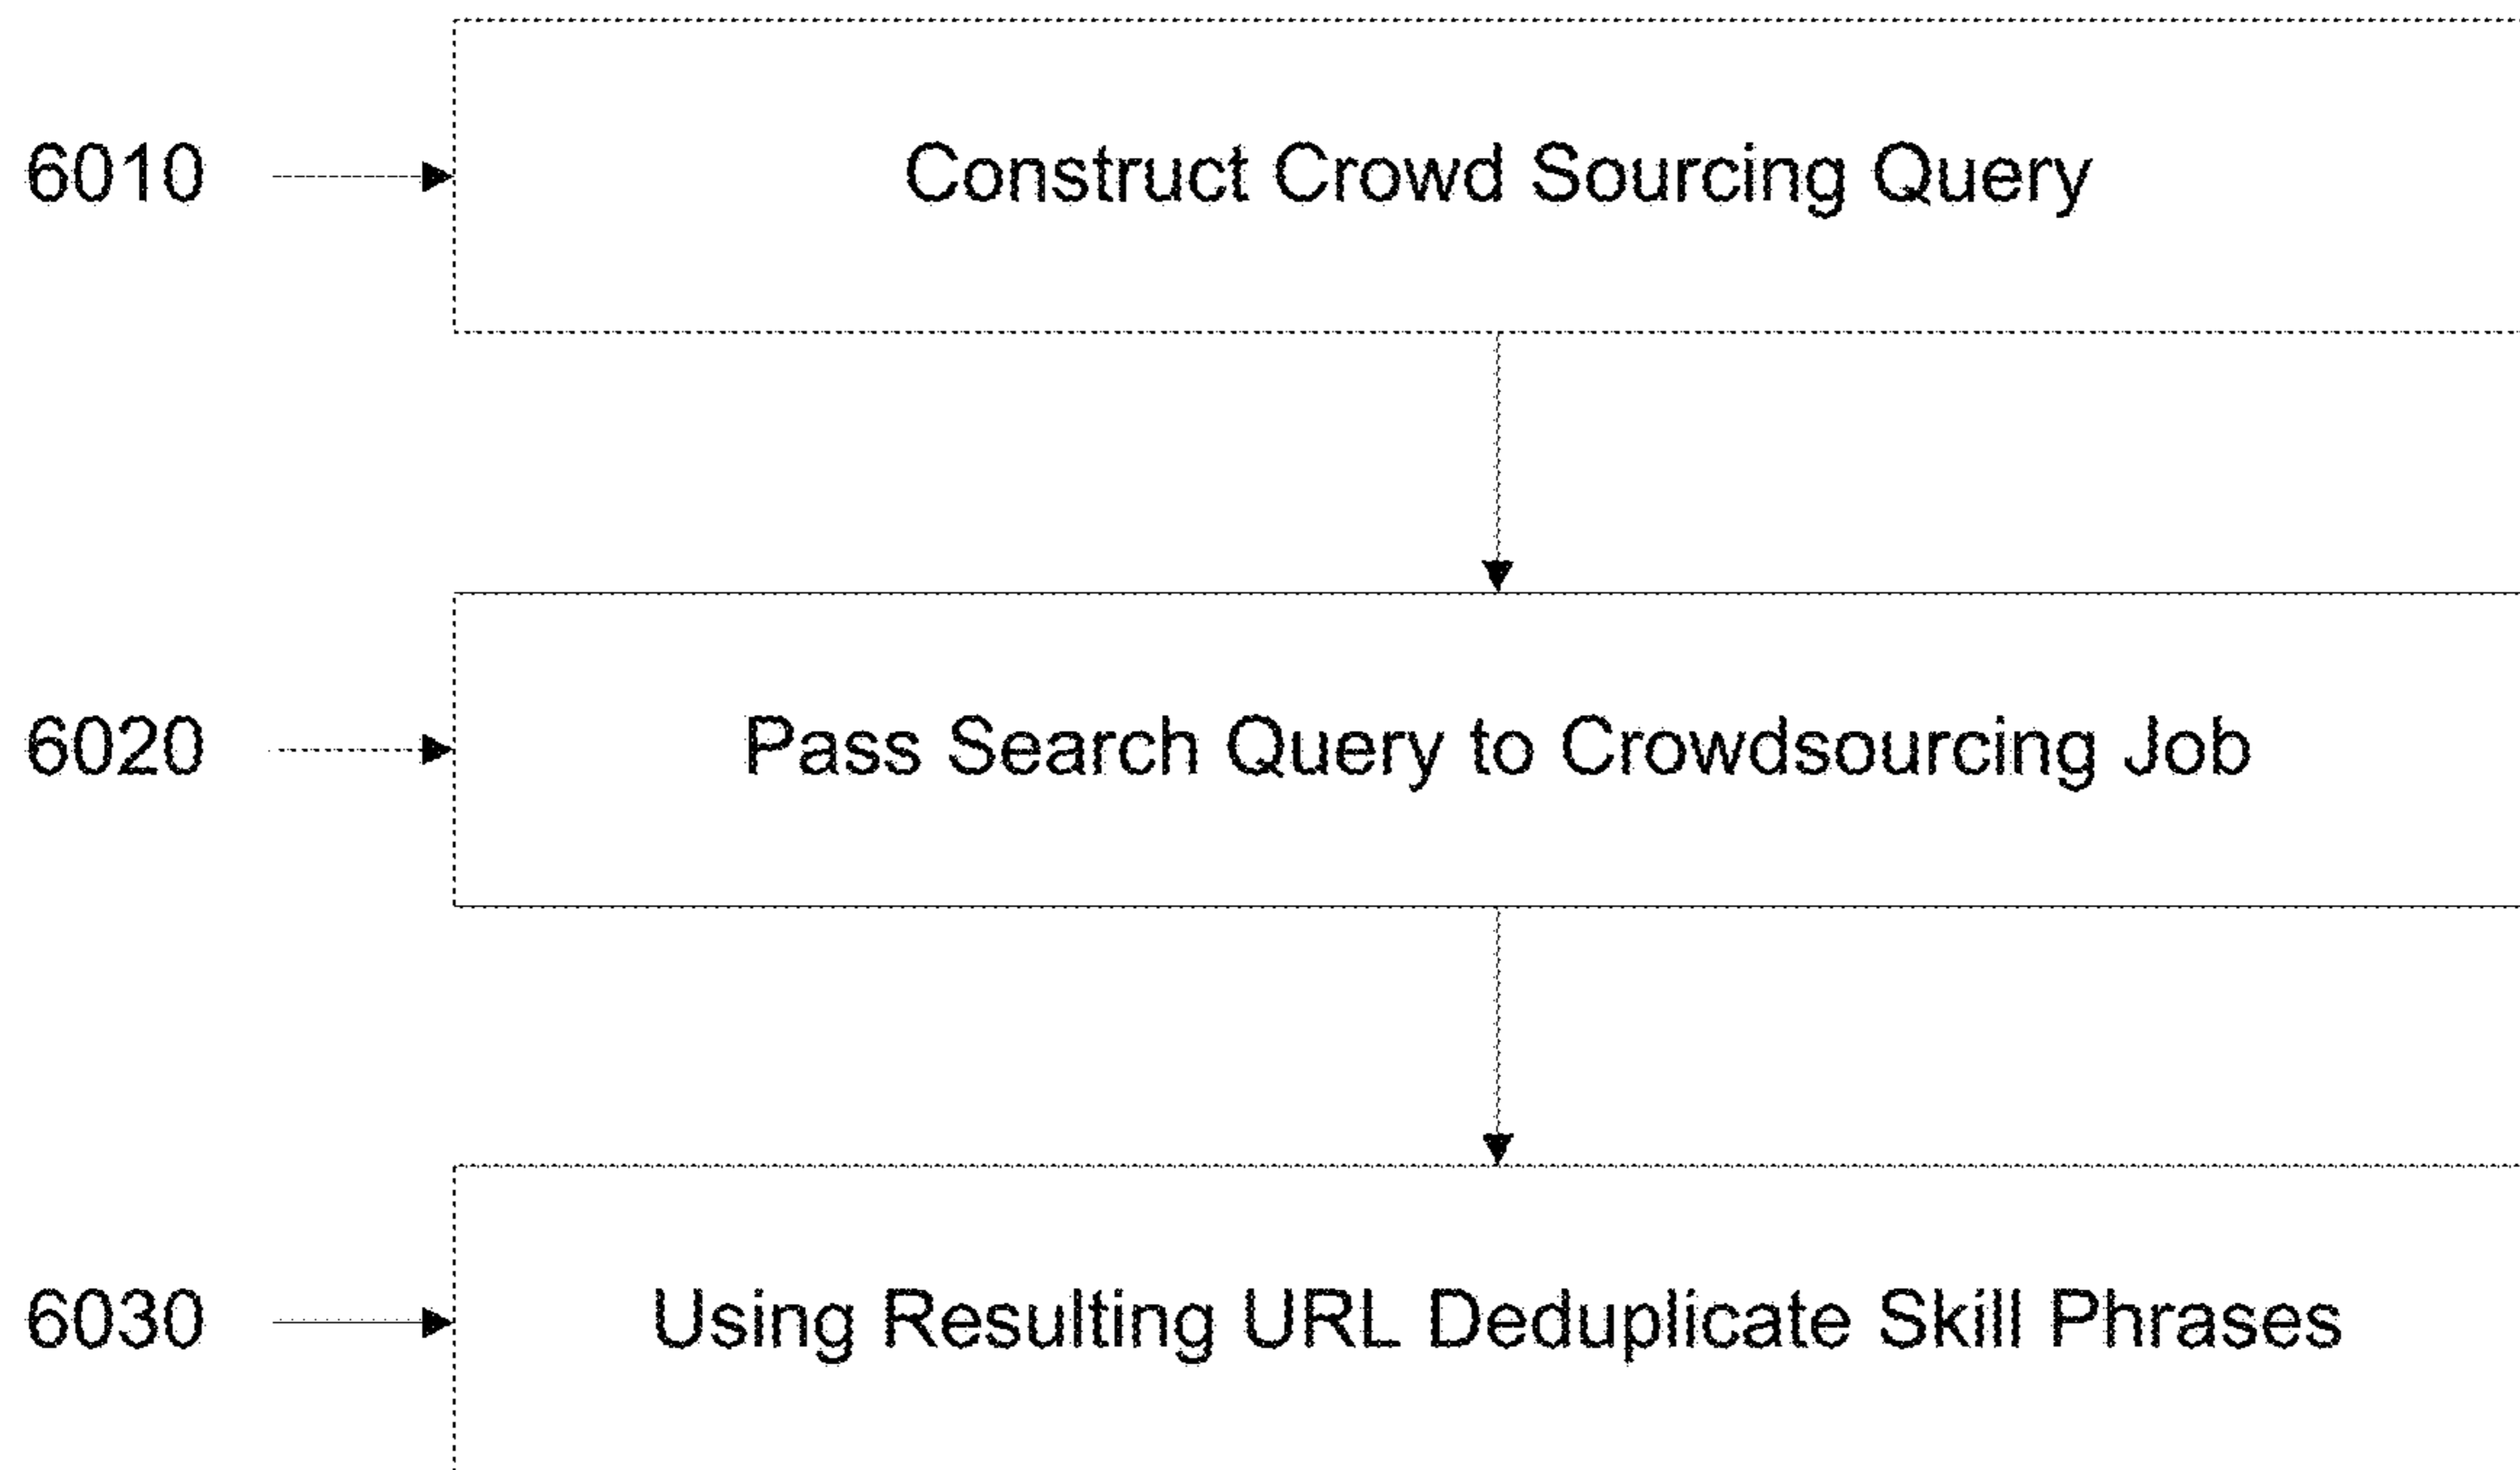 6010 Construct Crowd Sourcing Query
6020 Pass Search Query to Crowdsourcing Job
6030 Using Resulting URL Deduplicate Skill Phrases